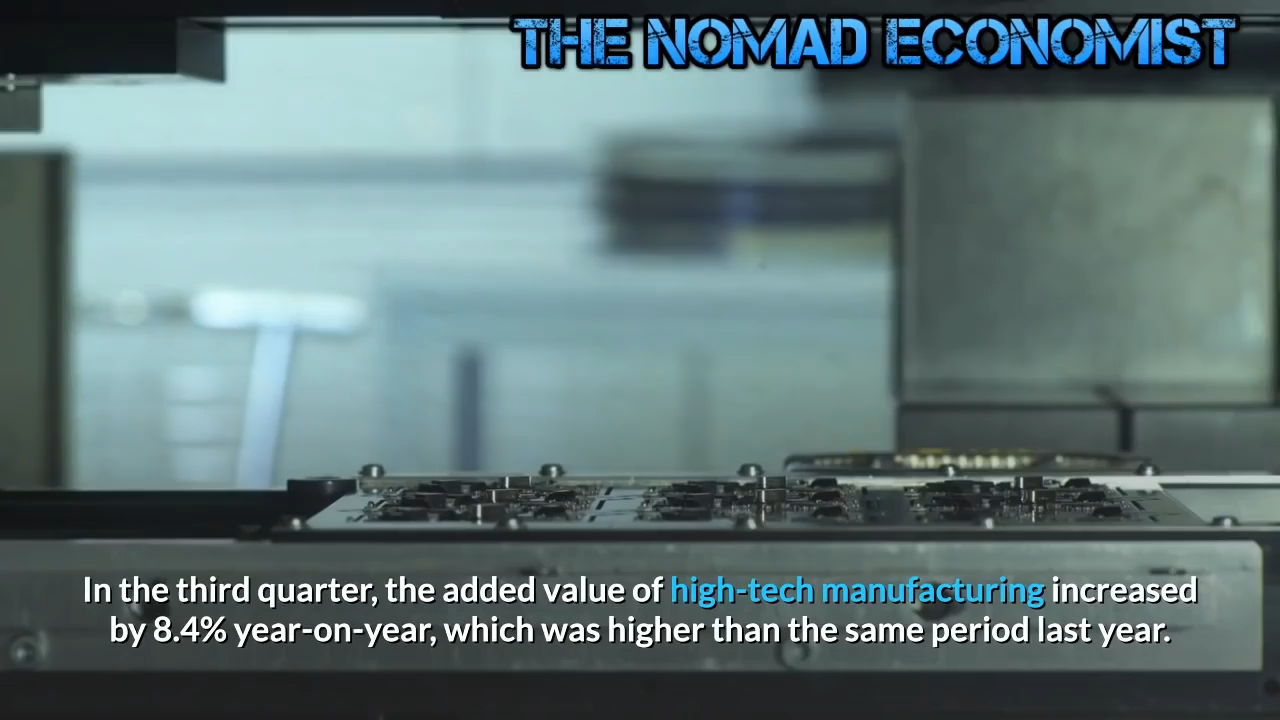 THE NOMAD ECONOMIST
In the third quarter, the added value of high-tech manufacturing increased
by 8.4% year-on-year, which was higher than the same period last year.